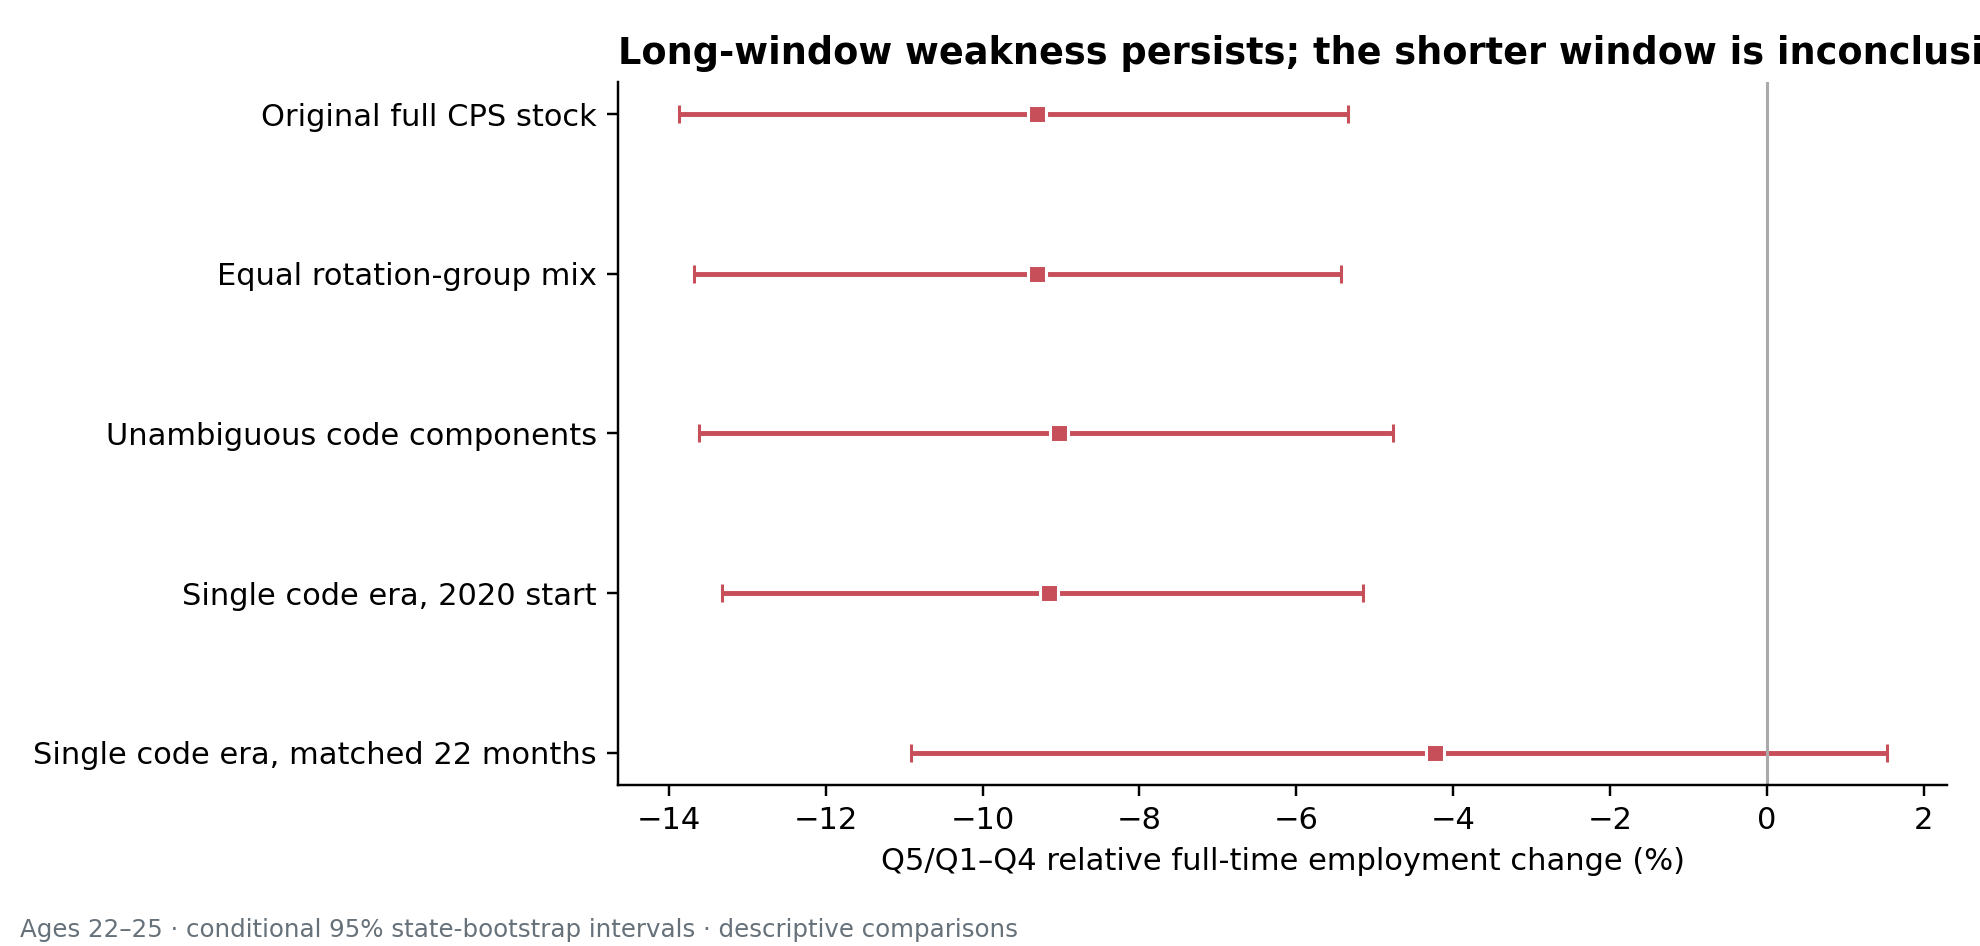 Long-window weakness persists; the shorter window is inconclusi
Original full CPS stock
Equal rotation-group mix
Unambiguous code components
Single code era, 2020 start
Single code era, matched 22 months
−14 −12 −10 −8 −6 −4 −2 0 2
Q5/Q1–Q4 relative full-time employment change (%)
Ages 22–25 · conditional 95% state-bootstrap intervals · descriptive comparisons